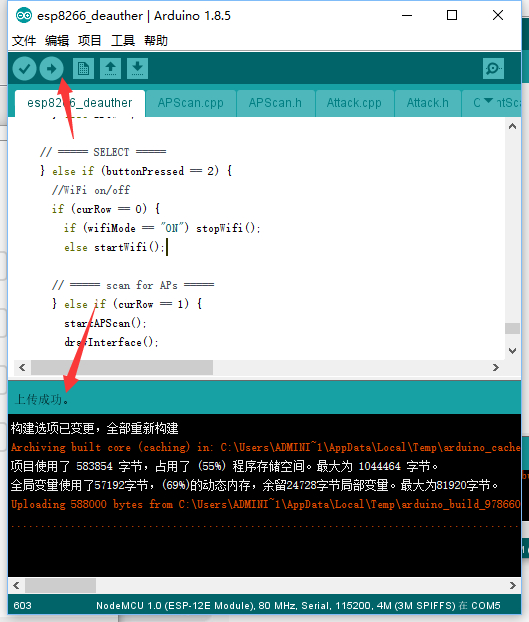 esp8266_deauther | Arduino 1.8.5
文件 编辑 项目 工具 帮助
esp8266_deauther APScan.cpp APScan.h Attack.cpp Attack.h
// ===== SELECT =====
} else if (buttonPressed == 2) {
//WiFi on/off
if (curRow == 0) {
if (wifiMode == "ON") stopWifi();
else startWifi();
// ===== scan for APs =====
} else if (curRow == 1) {
startAPScan();
drawInterface();
上传成功。
构建选项已变更，全部重新构建
Archiving built core (caching) in: C:\Users\ADMINI~1\AppData\Local\Temp\arduino_cache
项目使用了 583854 字节，占用了 (55%) 程序存储空间。最大为 1044464 字节。
全局变量使用了57192字节，(69%)的动态内存，余留24728字节局部变量。最大为81920字节。
Uploading 588000 bytes from C:\Users\ADMINI~1\AppData\Local\Temp\arduino_build_978660
603 NodeMCU 1.0 (ESP-12E Module), 80 MHz, Serial, 115200, 4M (3M SPIFFS) 在 COM5